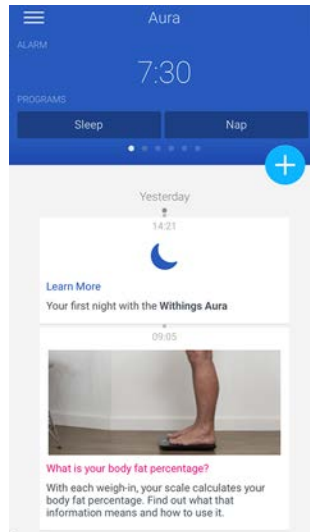 Aura
ALARM
7:30
PROGRAMS
Sleep
Nap
Yesterday
14:21
Learn More
Your first night with the Withings Aura
09:05
What is your body fat percentage?
With each weigh-in, your scale calculates your
body fat percentage. Find out what that
information means and how to use it.